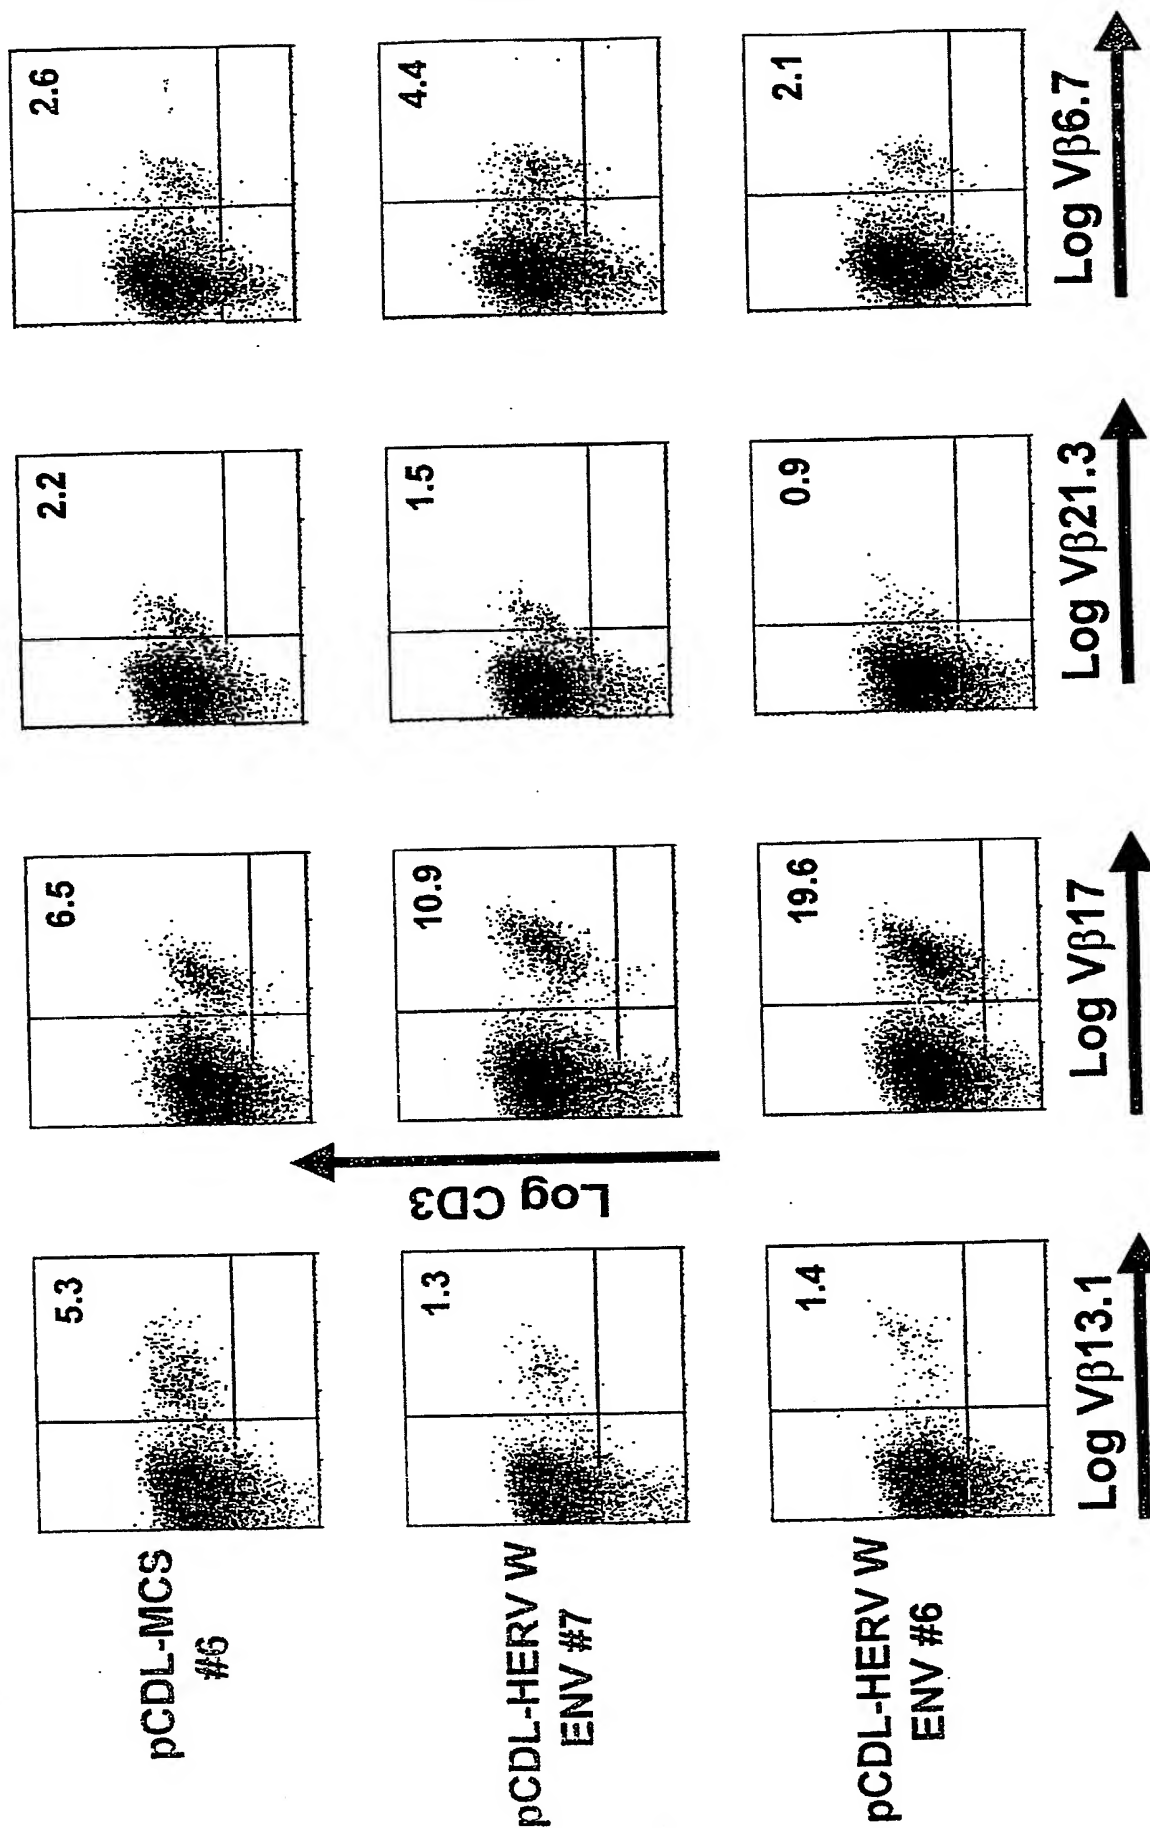 pCDL-MCS
#6
5.3
6.5
2.2
2.6
pCDL-HERV W
ENV #7
1.3
10.9
1.5
4.4
pCDL-HERV W
ENV #6
1.4
19.6
0.9
2.1
Log CD3
Log Vβ13.1
Log Vβ17
Log Vβ21.3
Log Vβ6.7